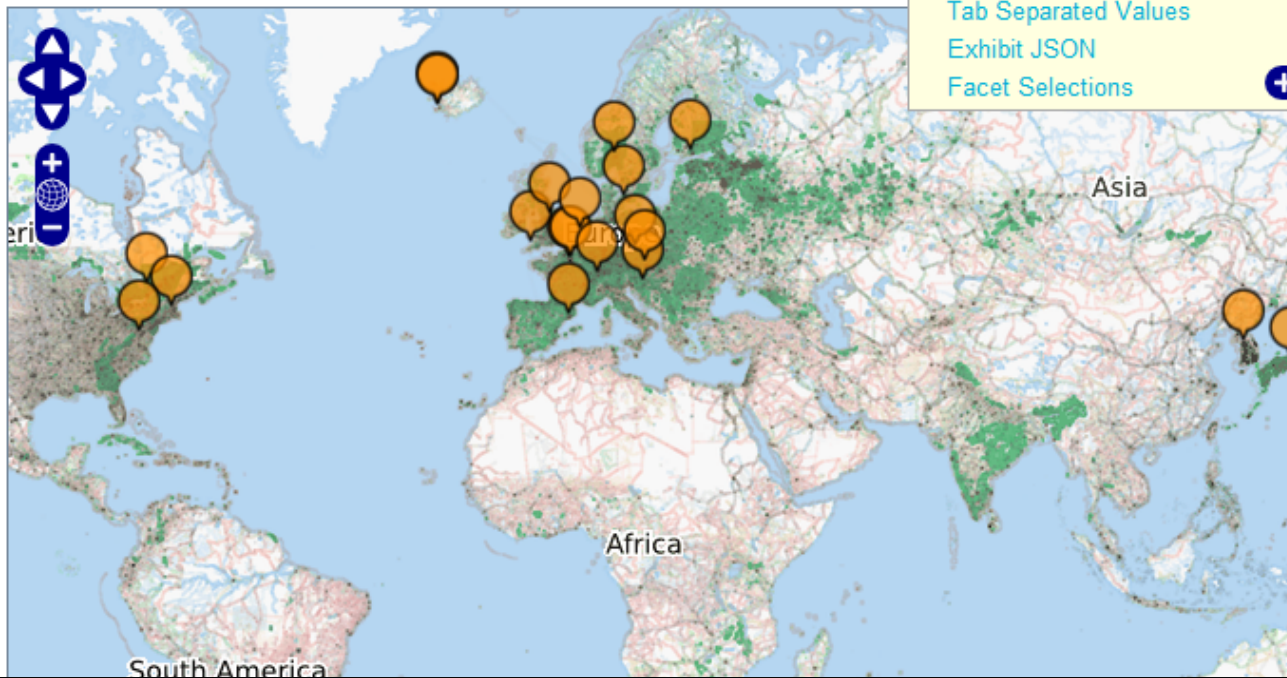 Tab Separated Values
Exhibit JSON
Facet Selections
Asia
Africa
South America